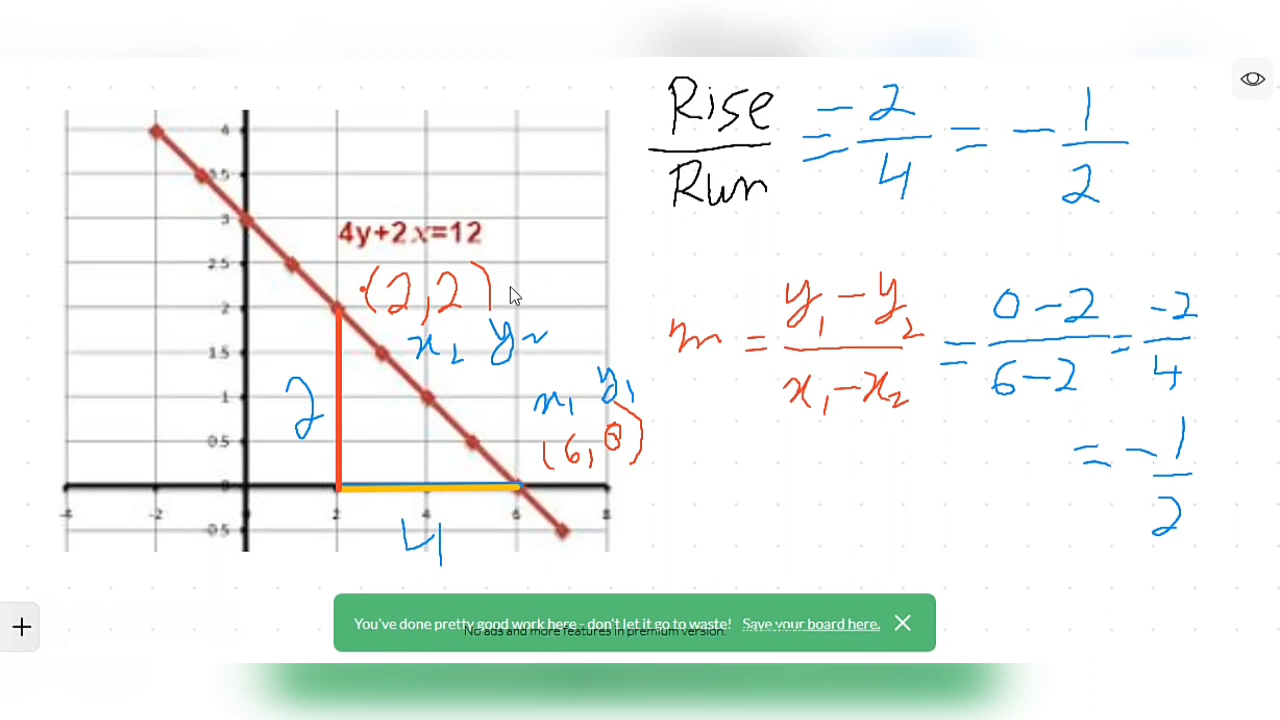 Rise = - 2 = - 1
Run 4 2
4
3.5
3
4y+2x=12
2.5
(2,2)
2
x2 y2
1.5
m = y1 - y2 = 0 - 2 = -2
x1 - x2 6 - 2 4
x1 y1
1
2
(6, 0)
0.5
= - 1
2
0
-4 -2 2 4 6 8
-0.5
4
You've done pretty good work here - don't let it go to waste! Save your board here.
No ads and more features in premium version.